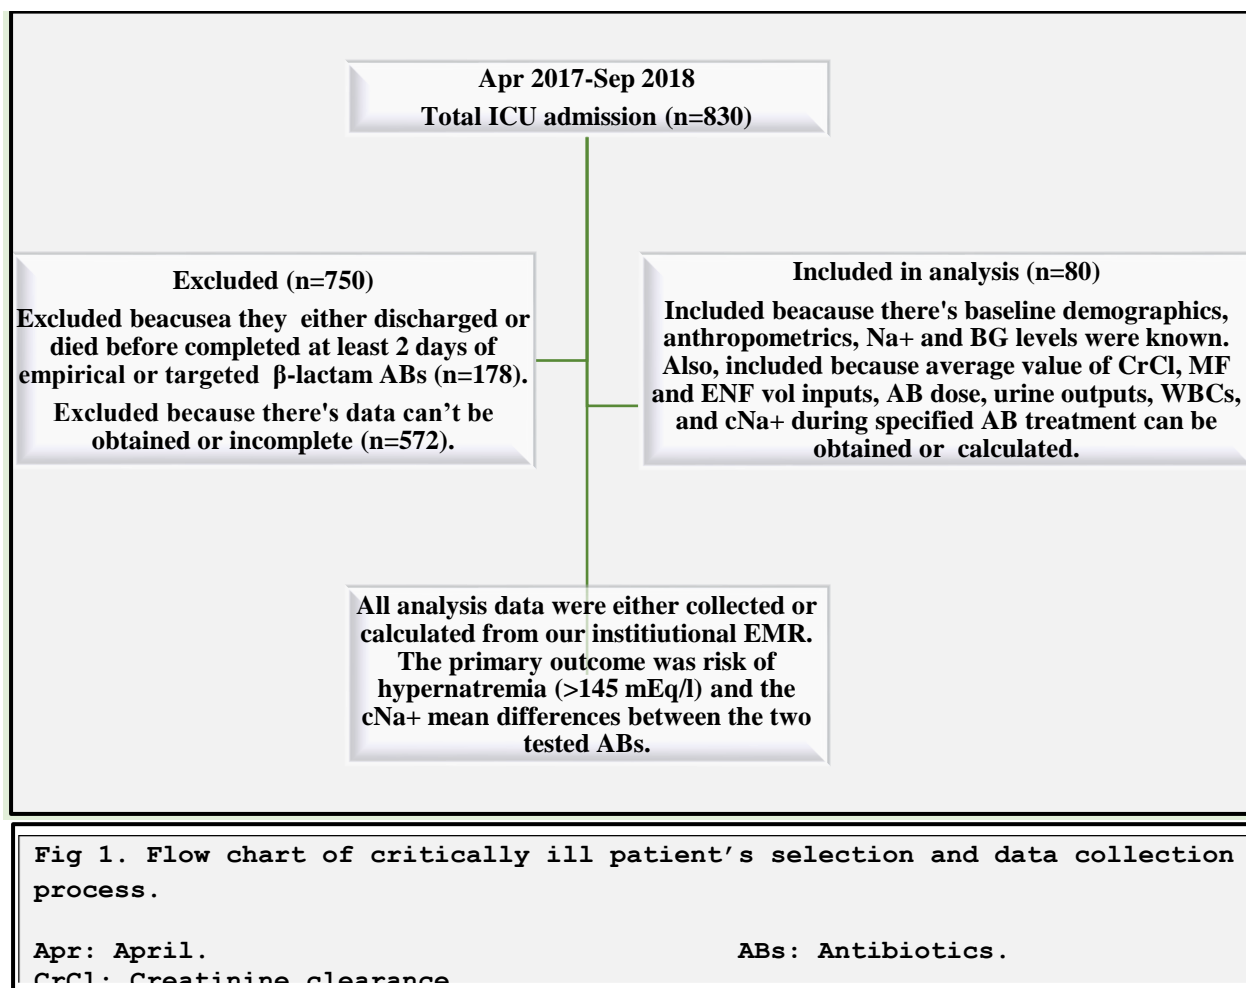 Apr 2017-Sep 2018
Total ICU admission (n=830)
Excluded (n=750)
Excluded beacusea they either discharged or
died before completed at least 2 days of
empirical or targeted β-lactam ABs (n=178).
Excluded because there's data can’t be
obtained or incomplete (n=572).
Included in analysis (n=80)
Included beacause there's baseline demographics,
anthropometrics, Na+ and BG levels were known.
Also, included because average value of CrCl, MF
and ENF vol inputs, AB dose, urine outputs, WBCs,
and cNa+ during specified AB treatment can be
obtained or calculated.
All analysis data were either collected or
calculated from our institiutional EMR.
The primary outcome was risk of
hypernatremia (>145 mEq/l) and the
cNa+ mean differences between the two
tested ABs.
Fig 1. Flow chart of critically ill patient’s selection and data collection
process.
Apr: April. ABs: Antibiotics.
CrCl: Creatinine clearance